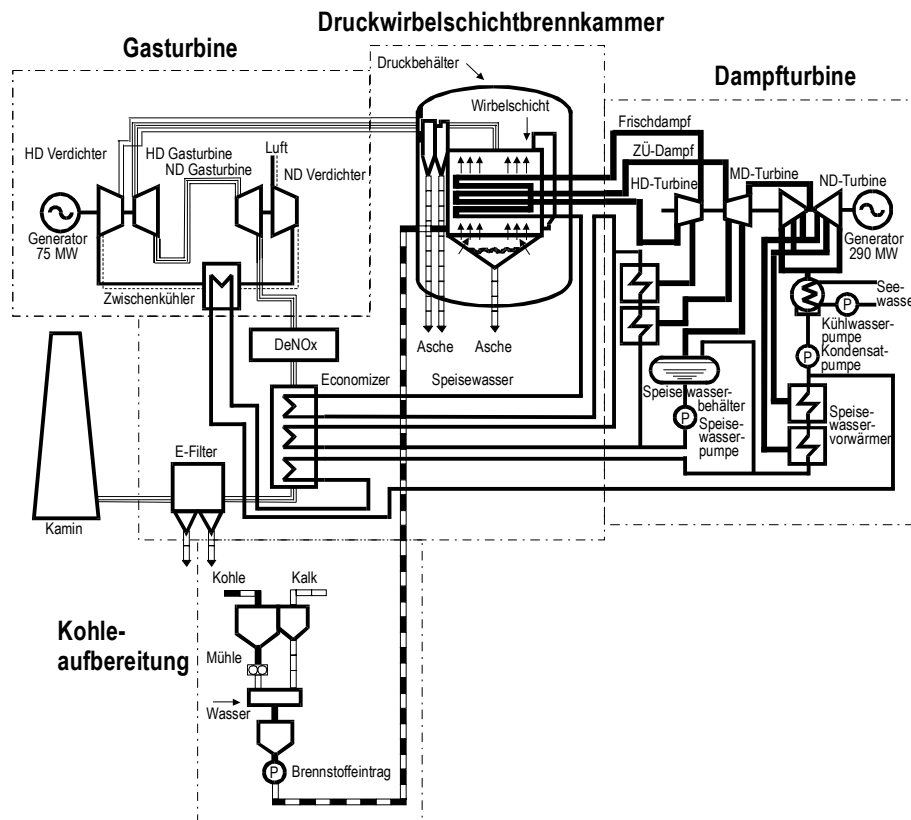 Druckwirbelschichtbrennkammer
Gasturbine
Druckbehälter
Dampfturbine
Wirbelschicht
Frischdampf
ZÜ-Dampf
HD Verdichter
HD Gasturbine
ND Gasturbine
Luft
ND Verdichter
HD-Turbine
MD-Turbine
ND-Turbine
Generator
75 MW
Generator
290 MW
Zwischenkühler
See-
wasser
P
Kühlwasser-
pumpe
P
Kondensat-
pumpe
DeNOx
Asche
Asche
Economizer
Speisewasser
Speisewasser-
behälter
P
Speise-
wasser-
pumpe
Speise-
wasser-
vorwärmer
E-Filter
Kamin
Kohle
Kalk
Kohle-
aufbereitung
Mühle
Wasser
P
Brennstoffeintrag